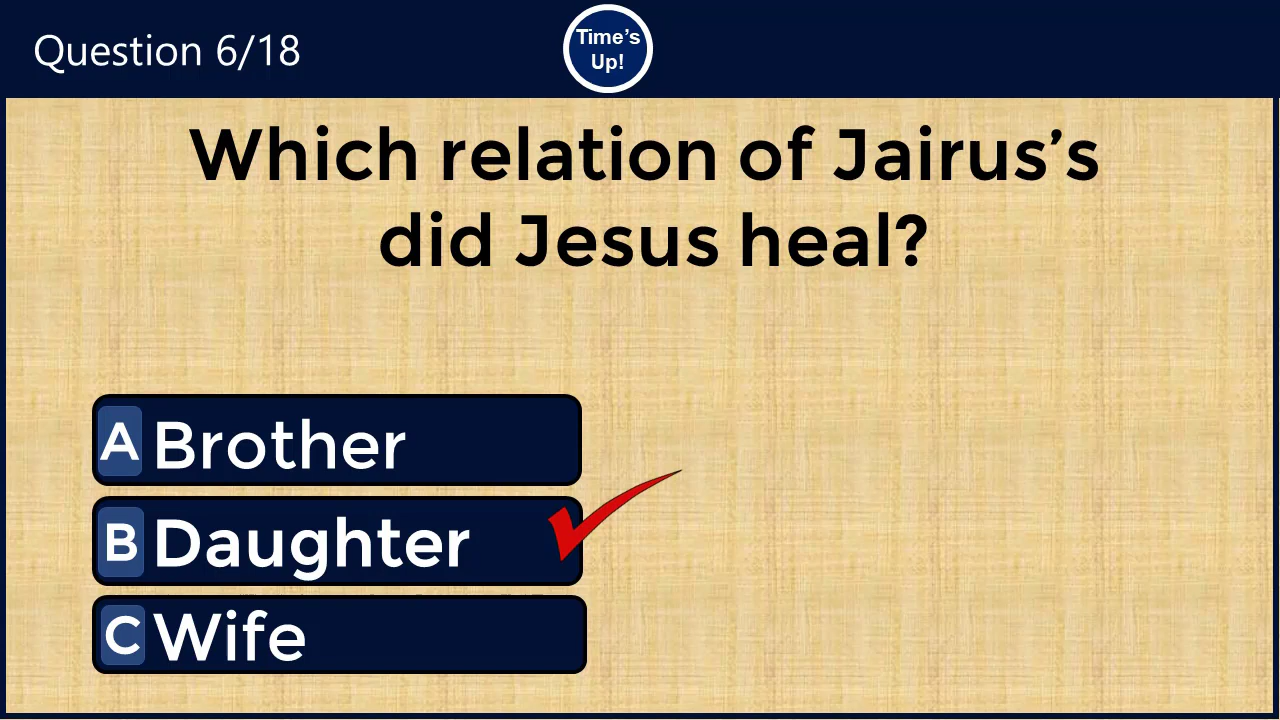 Question 6/18
Time’s
Up!
Which relation of Jairus’s
did Jesus heal?
A Brother
B Daughter
C Wife